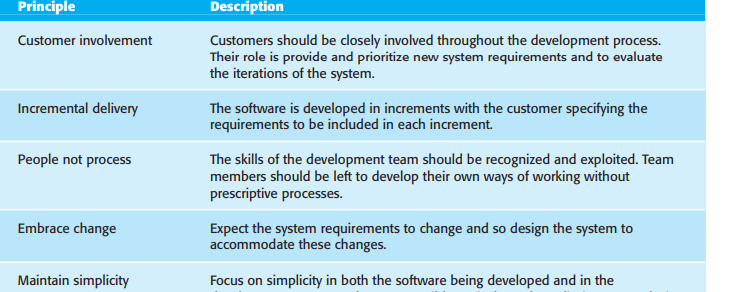 Principle Description
Customer involvement Customers should be closely involved throughout the development process.
Their role is provide and prioritize new system requirements and to evaluate
the iterations of the system.
Incremental delivery The software is developed in increments with the customer specifying the
requirements to be included in each increment.
People not process The skills of the development team should be recognized and exploited. Team
members should be left to develop their own ways of working without
prescriptive processes.
Embrace change Expect the system requirements to change and so design the system to
accommodate these changes.
Maintain simplicity Focus on simplicity in both the software being developed and in the